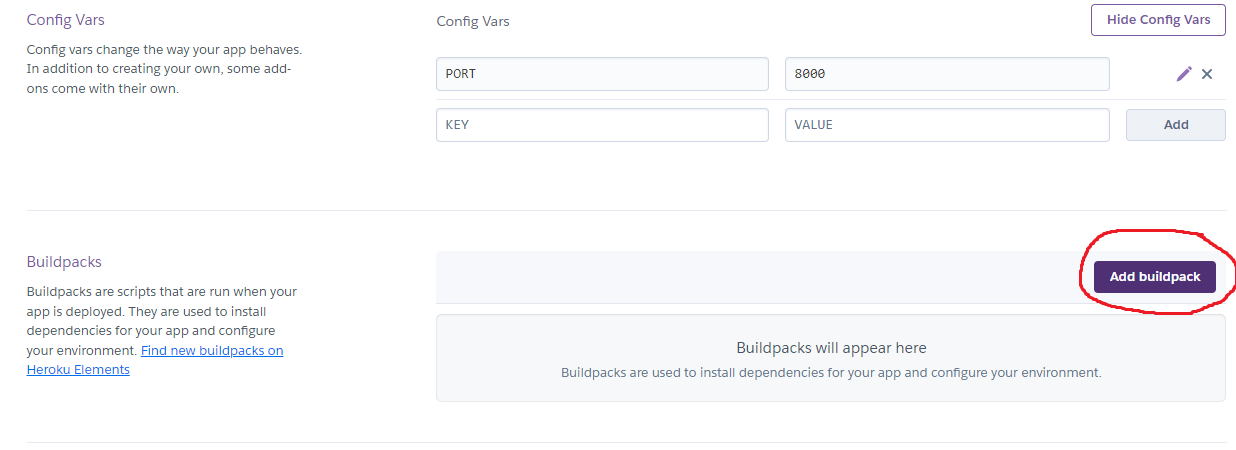 Config Vars
Config vars change the way your app behaves.
In addition to creating your own, some add-
ons come with their own.
Config Vars
Hide Config Vars
PORT
8000
KEY
VALUE
Add
Buildpacks
Buildpacks are scripts that are run when your
app is deployed. They are used to install
dependencies for your app and configure
your environment. Find new buildpacks on
Heroku Elements
Add buildpack
Buildpacks will appear here
Buildpacks are used to install dependencies for your app and configure your environment.